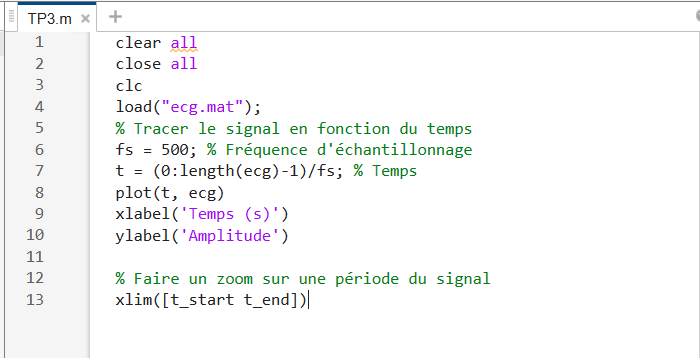 TP3.m × +
1 clear all
2 close all
3 clc
4 load("ecg.mat");
5 % Tracer le signal en fonction du temps
6 fs = 500; % Fréquence d'échantillonnage
7 t = (0:length(ecg)-1)/fs; % Temps
8 plot(t, ecg)
9 xlabel('Temps (s)')
10 ylabel('Amplitude')
11
12 % Faire un zoom sur une période du signal
13 xlim([t_start t_end])